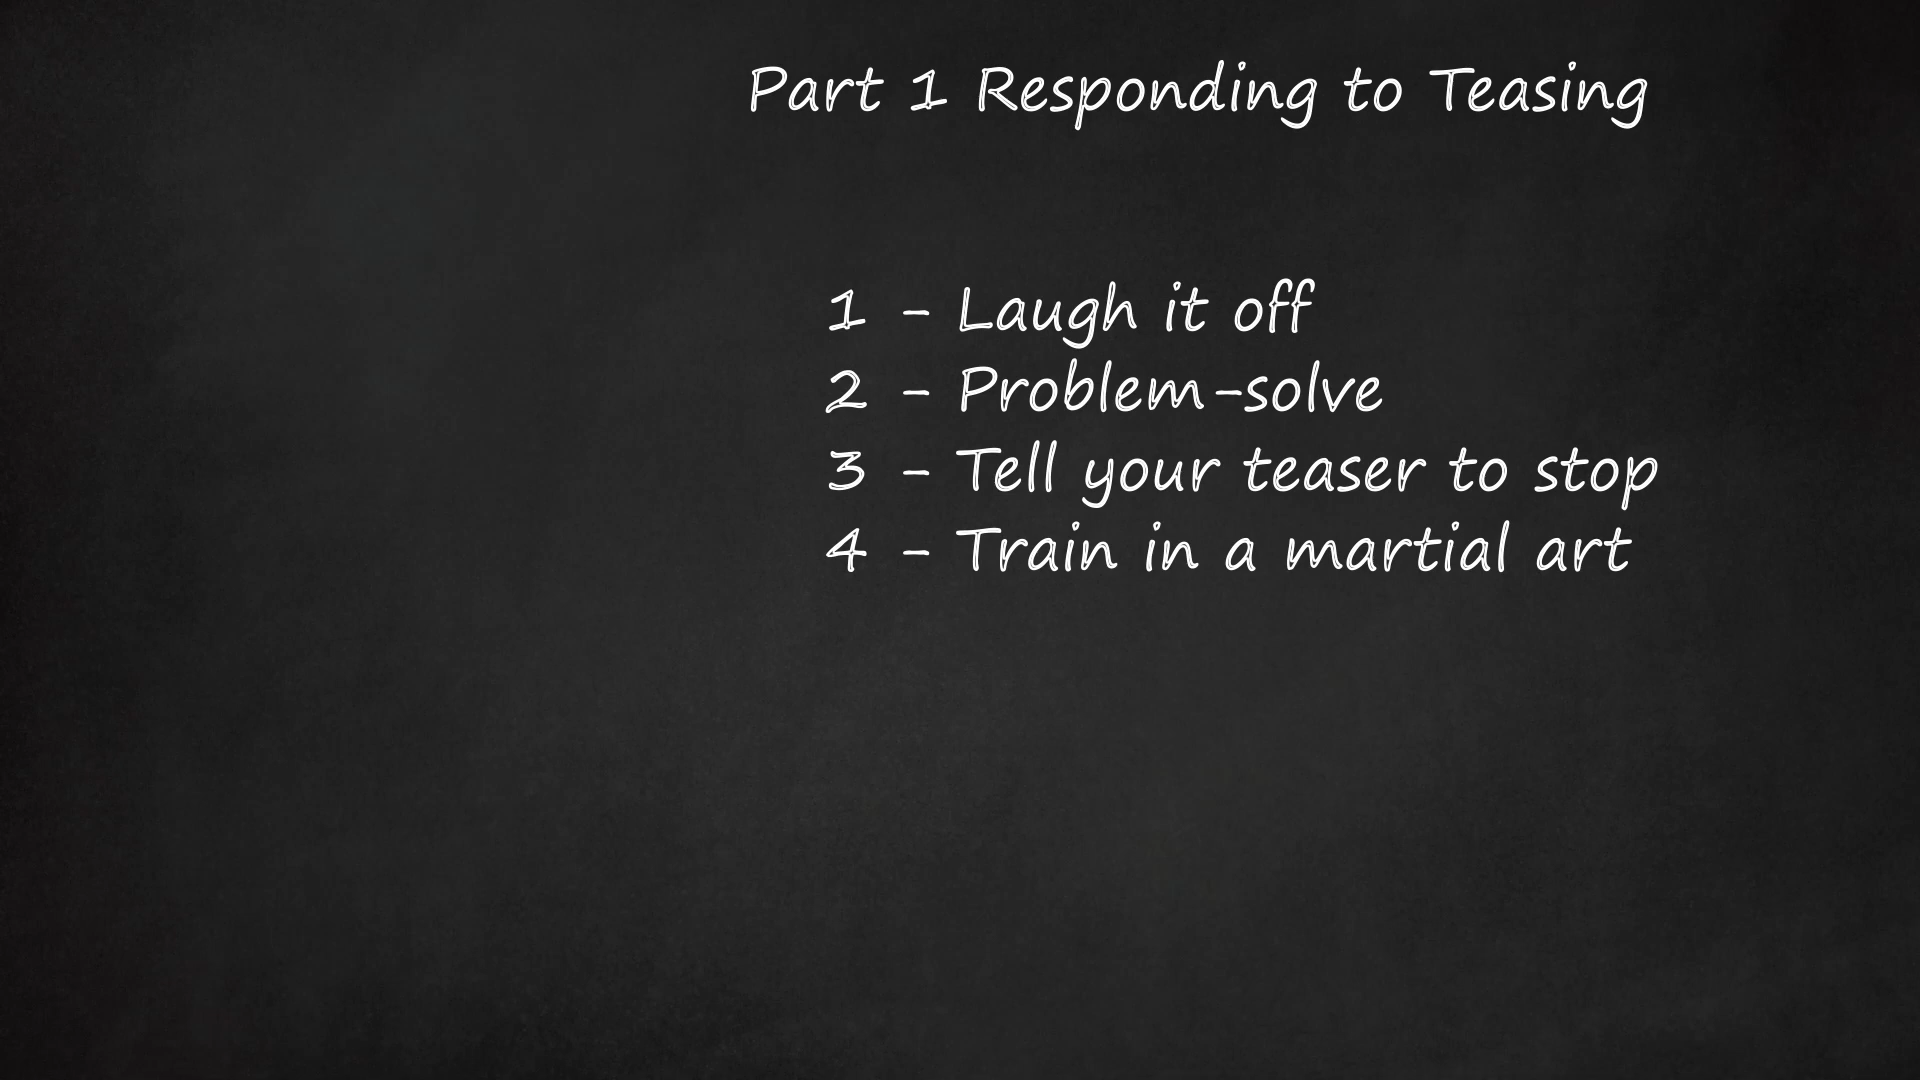 Part 1 Responding to Teasing
1 - Laugh it off
2 - Problem-solve
3 - Tell your teaser to stop
4 - Train in a martial art